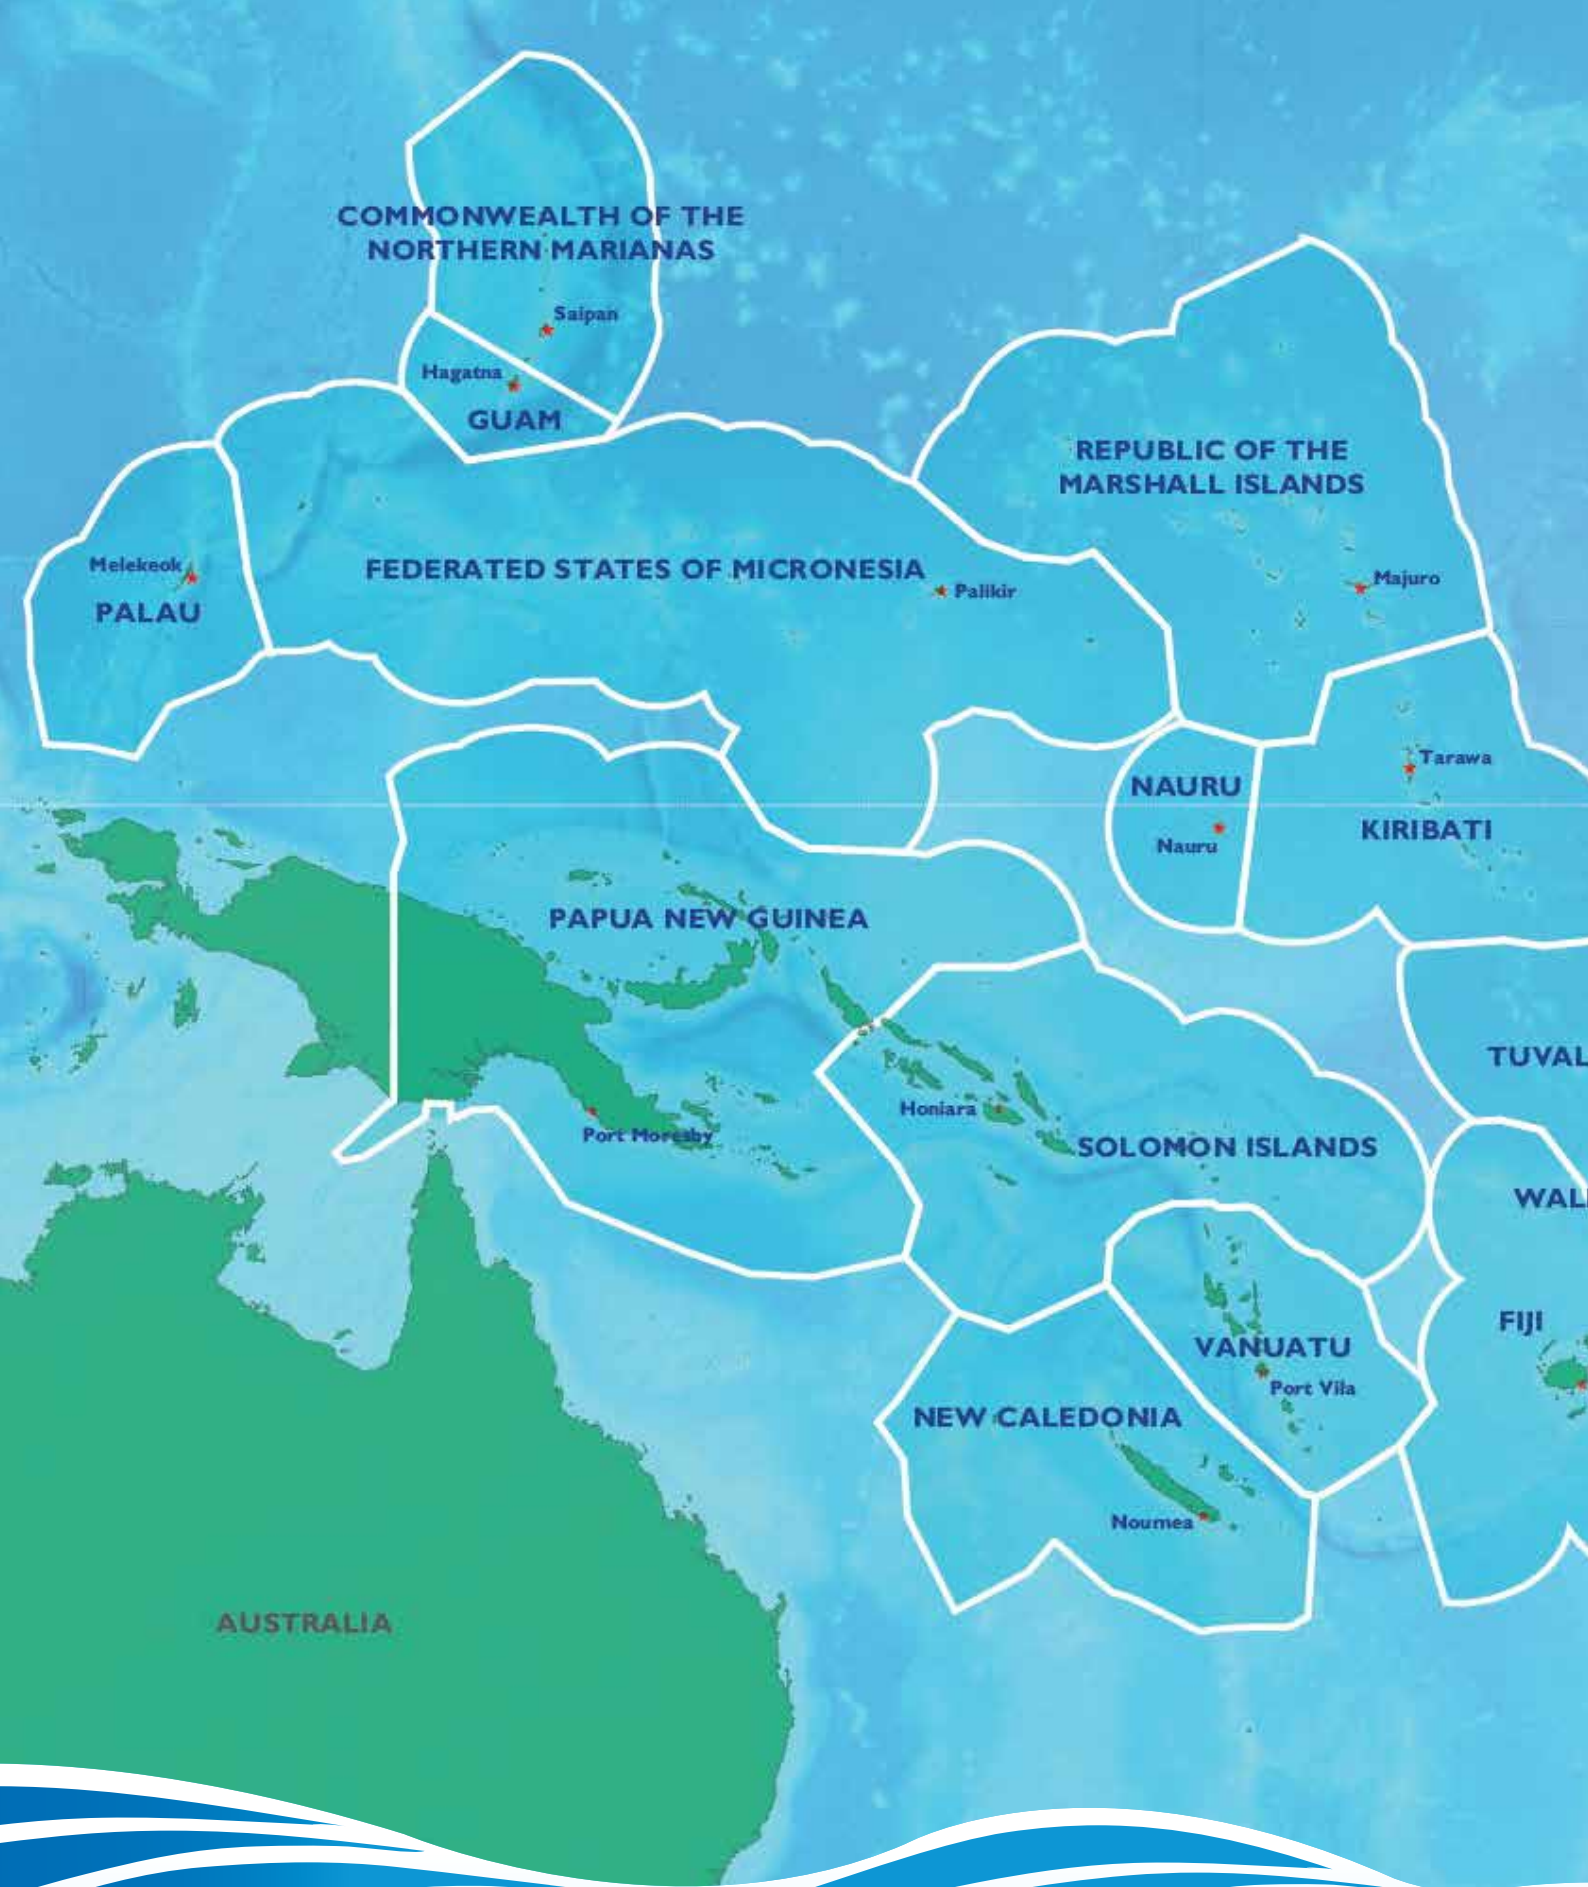 COMMONWEALTH OF THE
NORTHERN MARIANAS
Saipan
Hagatna
GUAM
REPUBLIC OF THE
MARSHALL ISLANDS
Melekeok
PALAU
FEDERATED STATES OF MICRONESIA
Palikir
Majuro
NAURU
Nauru
Tarawa
KIRIBATI
PAPUA NEW GUINEA
TUVAL
Honiara
Port Moresby
SOLOMON ISLANDS
WAL
FIJI
VANUATU
Port Vila
NEW CALEDONIA
Noumea
AUSTRALIA